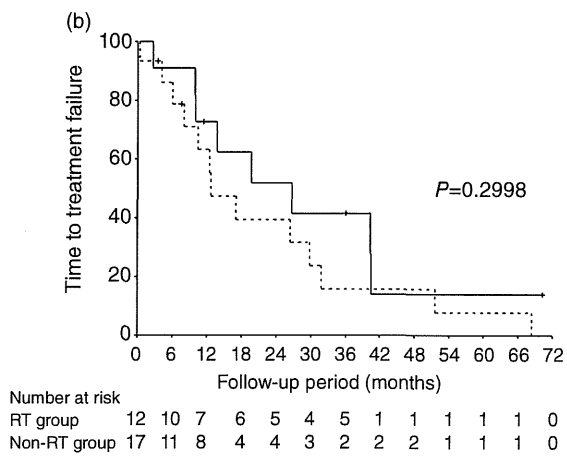 (b)
100
80
60
40
20
0
Time to treatment failure
P=0.2998
0 6 12 18 24 30 36 42 48 54 60 66 72
Follow-up period (months)
Number at risk
RT group 12 10 7 6 5 4 5 1 1 1 1 1 0
Non-RT group 17 11 8 4 4 3 2 2 2 1 1 1 0